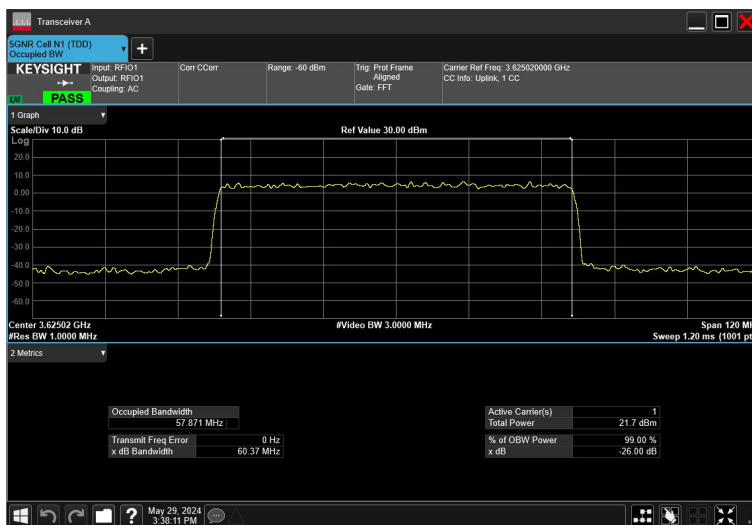 Transceiver A
5GNR Cell N1 (TDD)
Occupied BW
KEYSIGHT
LXI
PASS
Input: RFIO1
Output: RFIO1
Coupling: AC
Corr CCorr
Range: -60 dBm
Trig: Prot Frame
Aligned
Gate: FFT
Carrier Ref Freq: 3.625020000 GHz
CC Info: Uplink, 1 CC
1 Graph
Scale/Div 10.0 dB
Ref Value 30.00 dBm
Log
20.0
10.0
0.00
-10.0
-20.0
-30.0
-40.0
-50.0
-60.0
Center 3.62502 GHz
#Video BW 3.0000 MHz
Span 120 MH
#Res BW 1.0000 MHz
Sweep 1.20 ms (1001 pt
2 Metrics
Occupied Bandwidth
57.871 MHz
Transmit Freq Error 0 Hz
x dB Bandwidth 60.37 MHz
Active Carrier(s) 1
Total Power 21.7 dBm
% of OBW Power 99.00 %
x dB -26.00 dB
?
May 29, 2024
3:38:11 PM